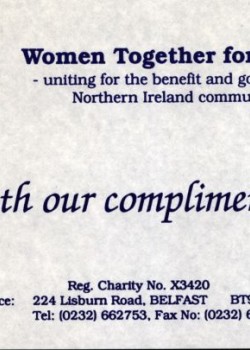 Women Together for
- uniting for the benefit and go
Northern Ireland commu
th our complimen
Reg. Charity No. X3420
ce: 224 Lisburn Road, BELFAST BT9
Tel: (0232) 662753, Fax No: (0232) 6